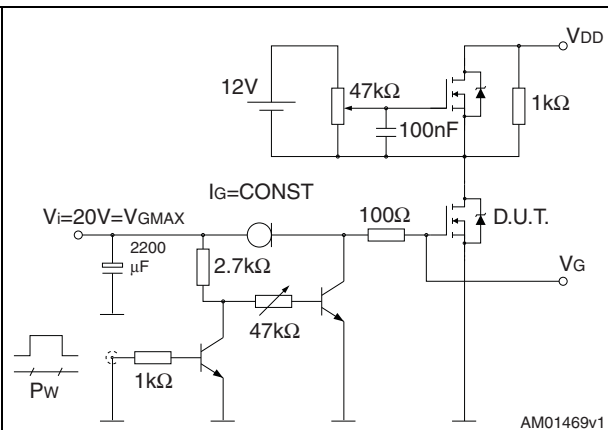 VDD
12V
47kΩ
1kΩ
100nF
IG=CONST
Vi=20V=VGMAX
100Ω
D.U.T.
2200
μF
2.7kΩ
VG
47kΩ
1kΩ
PW
AM01469v1